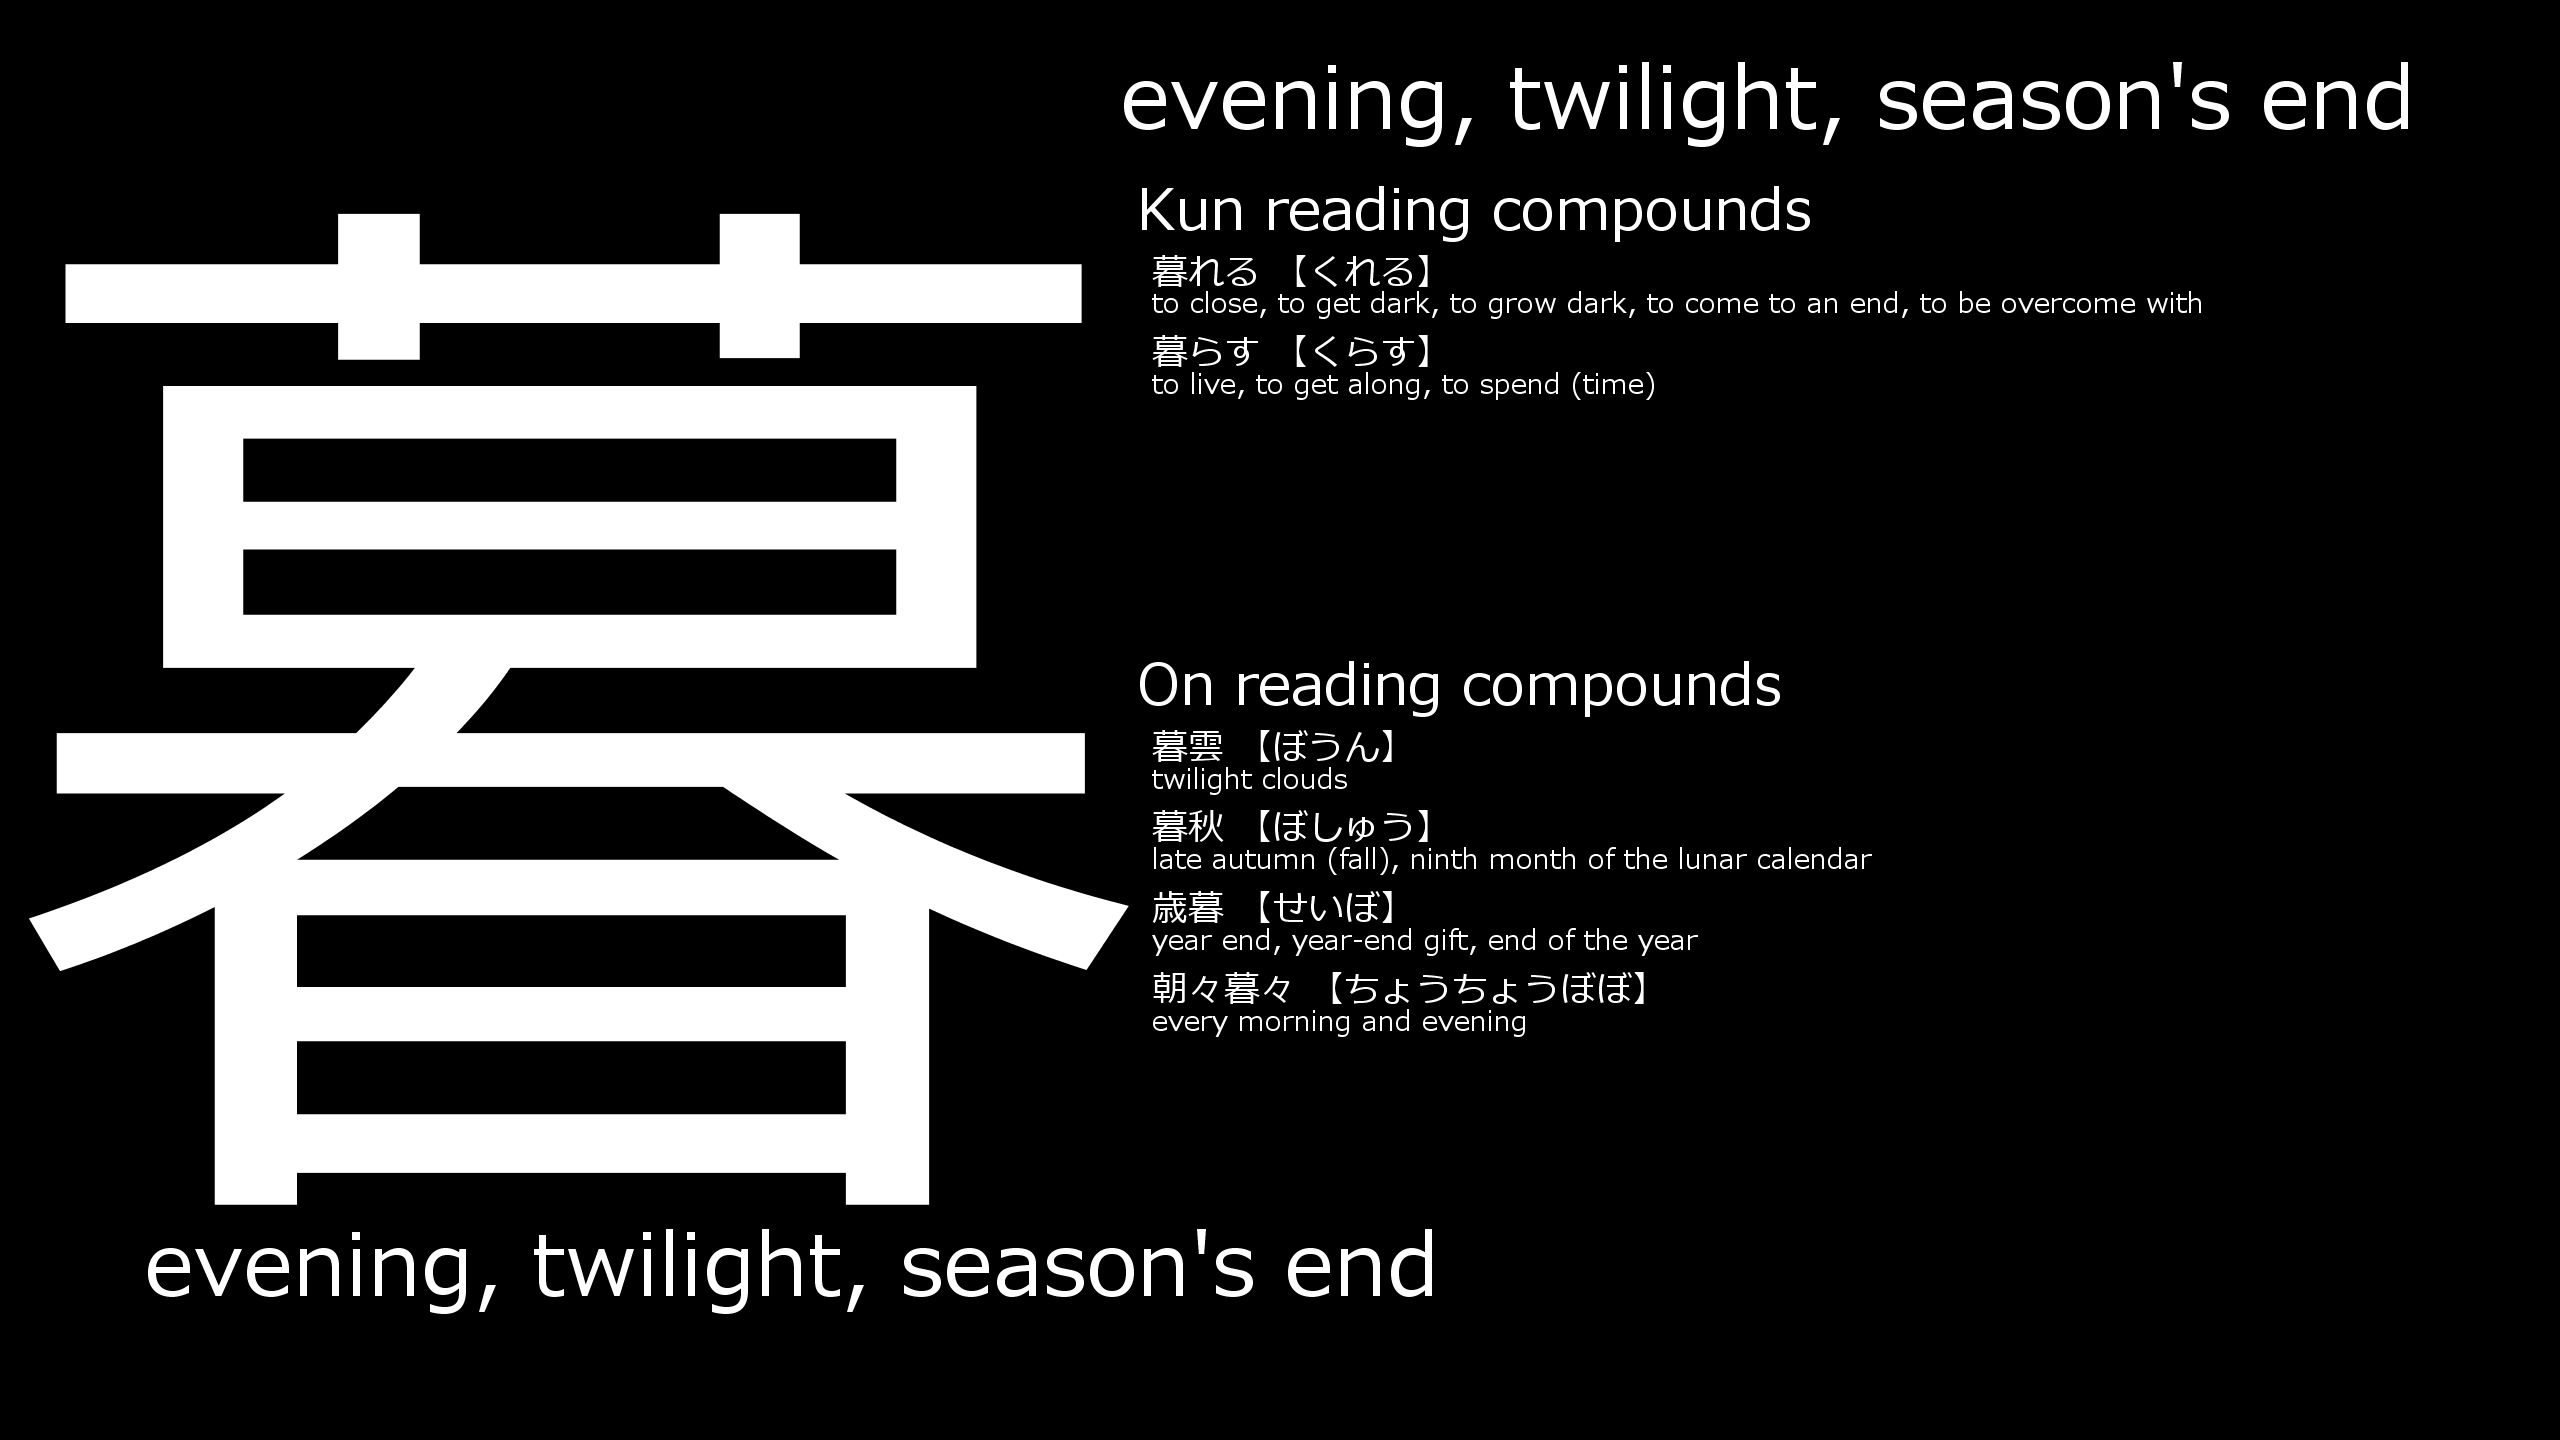 暮
evening, twilight, season's end
evening, twilight, season's end
Kun reading compounds
暮れる 【くれる】
to close, to get dark, to grow dark, to come to an end, to be overcome with
暮らす 【くらす】
to live, to get along, to spend (time)
On reading compounds
暮雲 【ぼうん】
twilight clouds
暮秋 【ぼしゅう】
late autumn (fall), ninth month of the lunar calendar
歳暮 【せいぼ】
year end, year-end gift, end of the year
朝々暮々 【ちょうちょうぼぼ】
every morning and evening